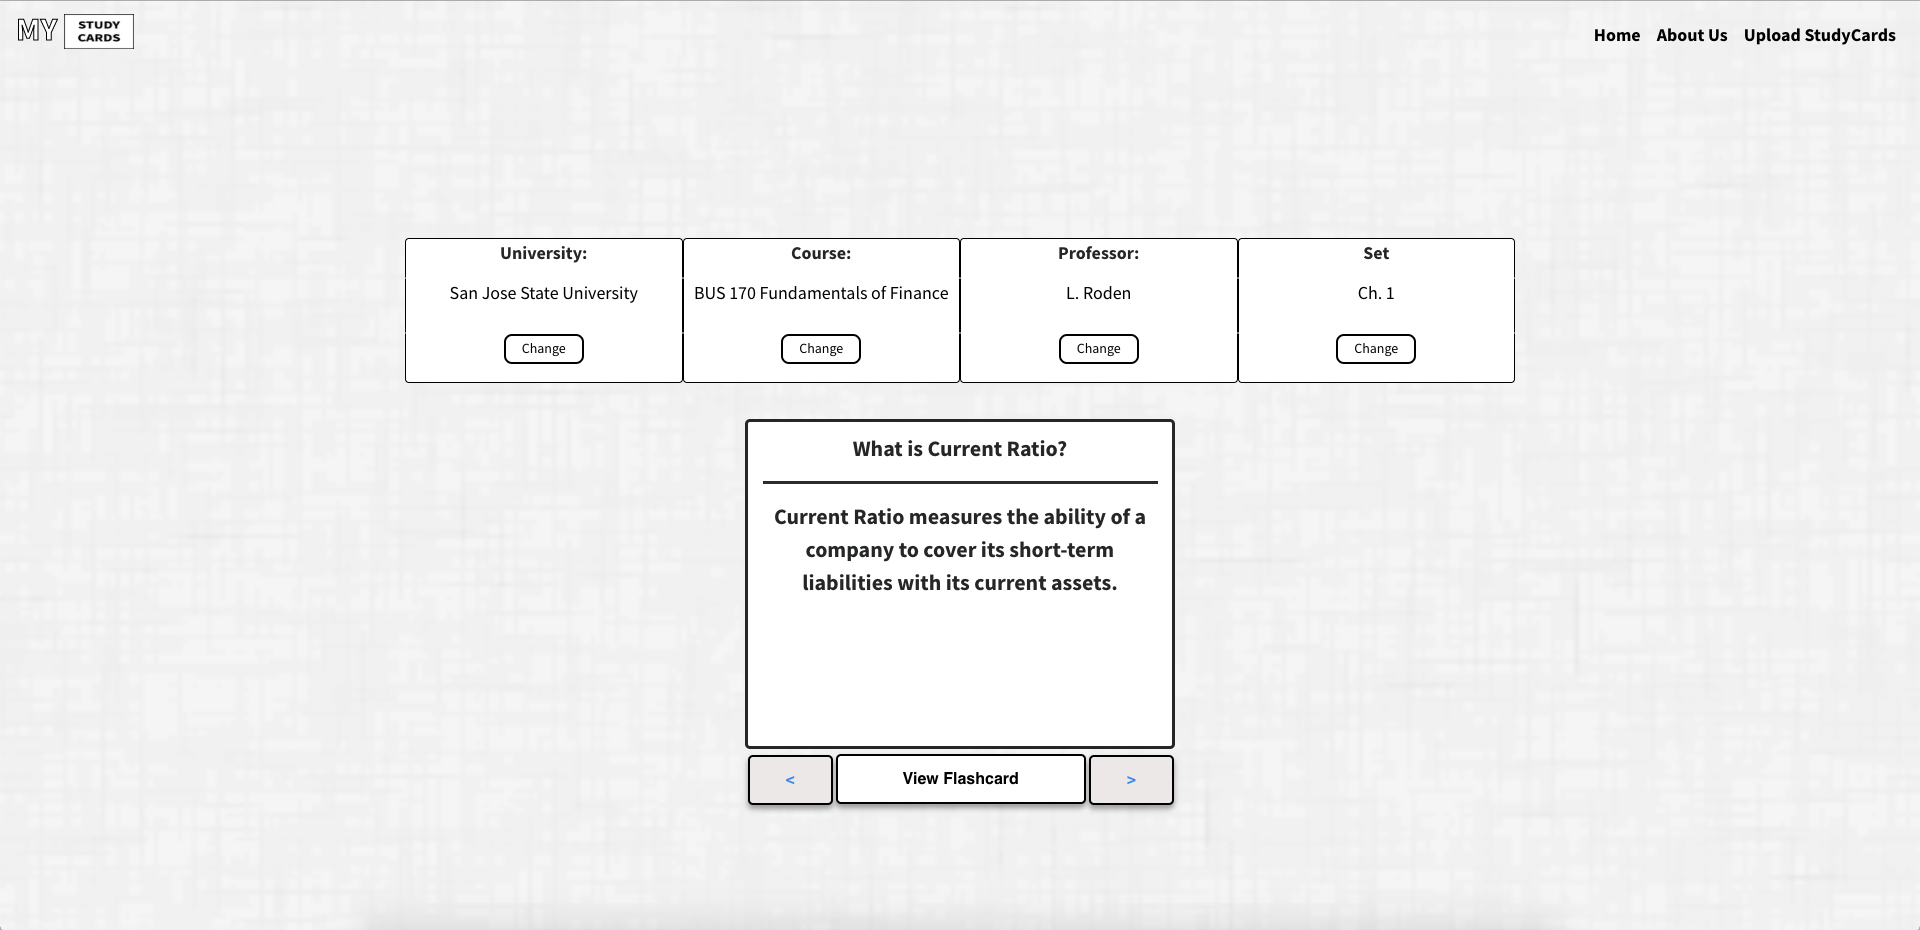 MY STUDY CARDS
Home About Us Upload StudyCards
University: Course: Professor: Set
San Jose State University BUS 170 Fundamentals of Finance L. Roden Ch. 1
Change Change Change Change
What is Current Ratio?
Current Ratio measures the ability of a
company to cover its short-term
liabilities with its current assets.
< View Flashcard >